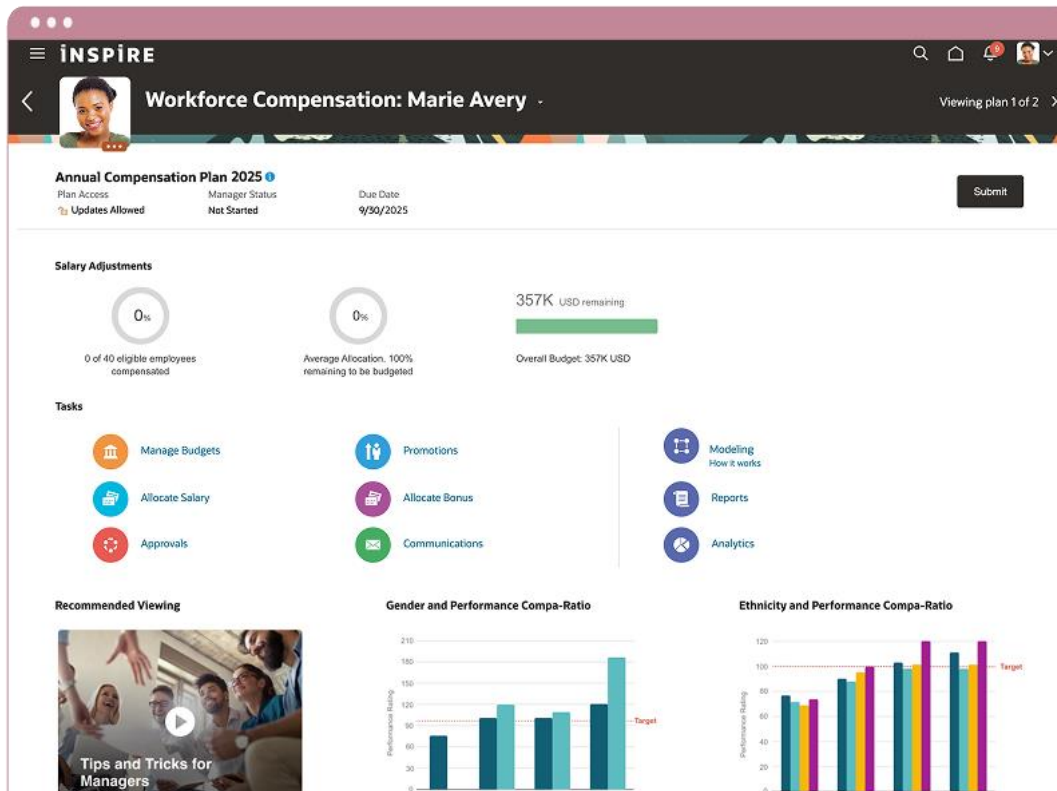 iNSPiRE
6
Workforce Compensation: Marie Avery
Viewing plan 1 of 2
Annual Compensation Plan 2025
Plan Access
Manager Status
Due Date
Updates Allowed
Not Started
9/30/2025
Submit
Salary Adjustments
0%
0 of 40 eligible employees
compensated
0%
Average Allocation. 100%
remaining to be budgeted
357K USD remaining
Overall Budget: 357K USD
Tasks
Manage Budgets
Promotions
Modeling
How it works
Allocate Salary
Allocate Bonus
Reports
Approvals
Communications
Analytics
Recommended Viewing
Tips and Tricks for
Managers
Gender and Performance Compa-Ratio
Performance Rating
210
180
150
120
90
60
30
0
Target
Ethnicity and Performance Compa-Ratio
Performance Rating
120
100
80
60
40
20
0
Target